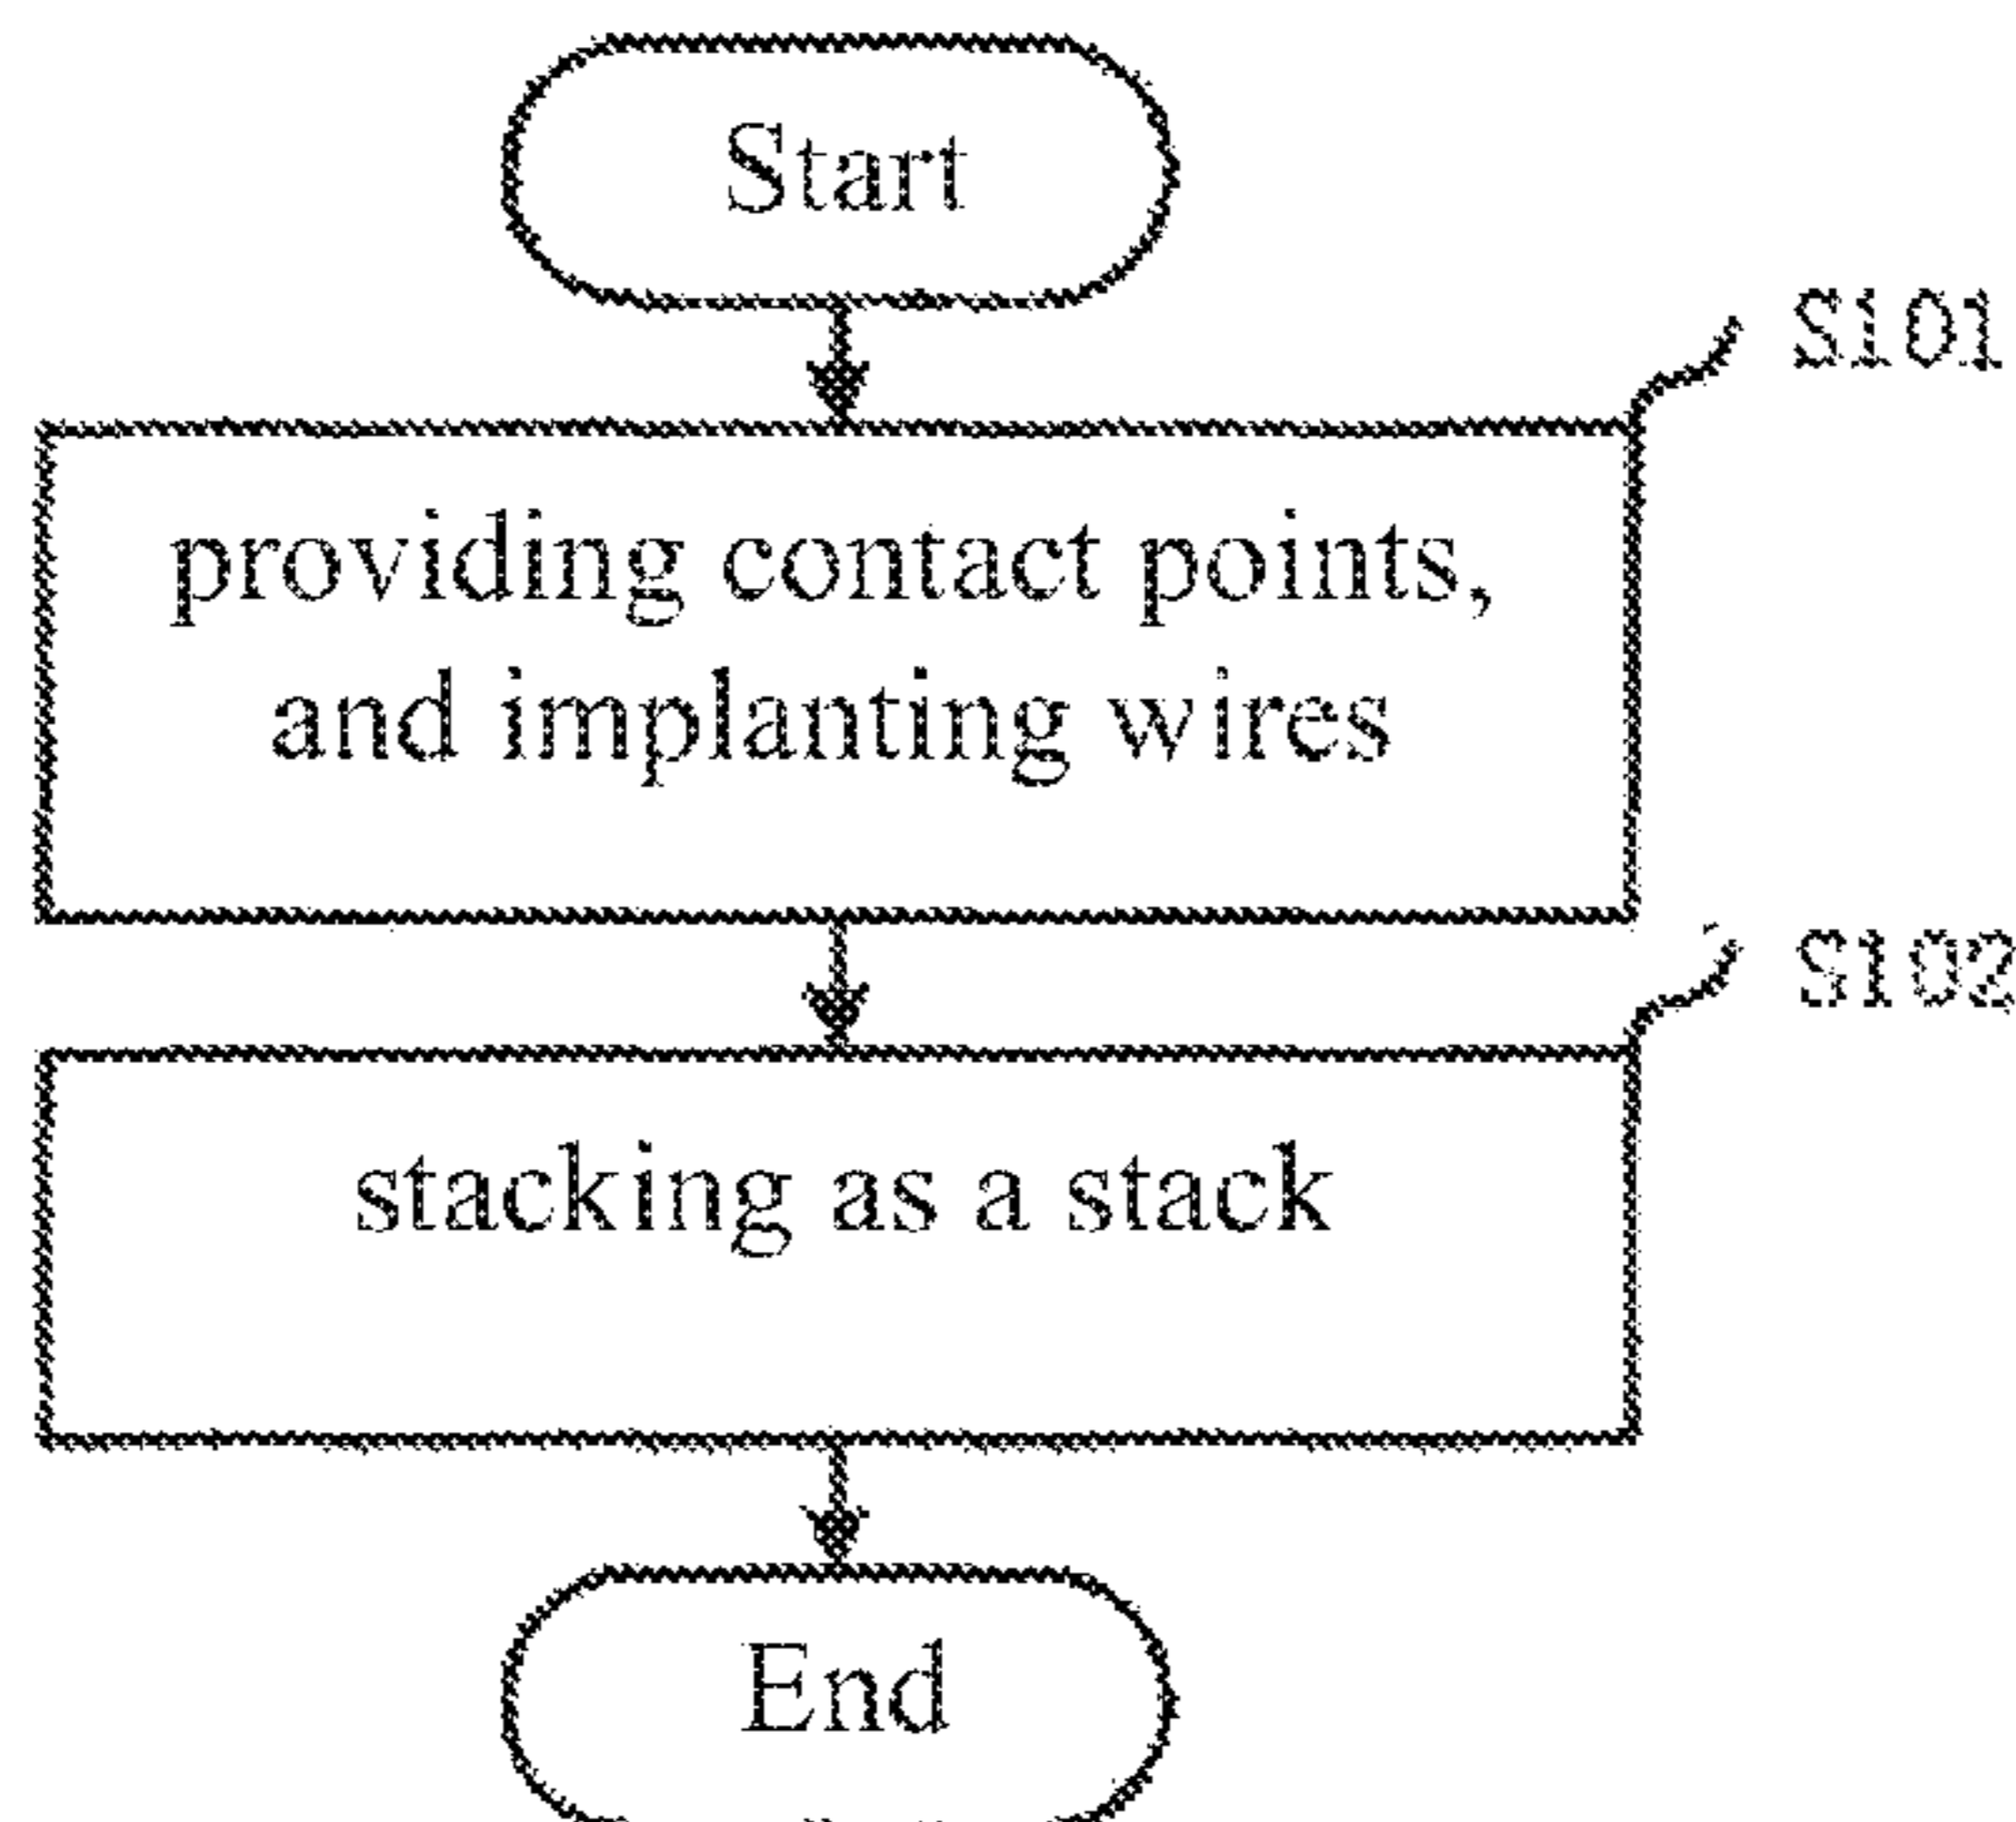 Start
S101
providing contact points,
and implanting wires
S102
stacking as a stack
End